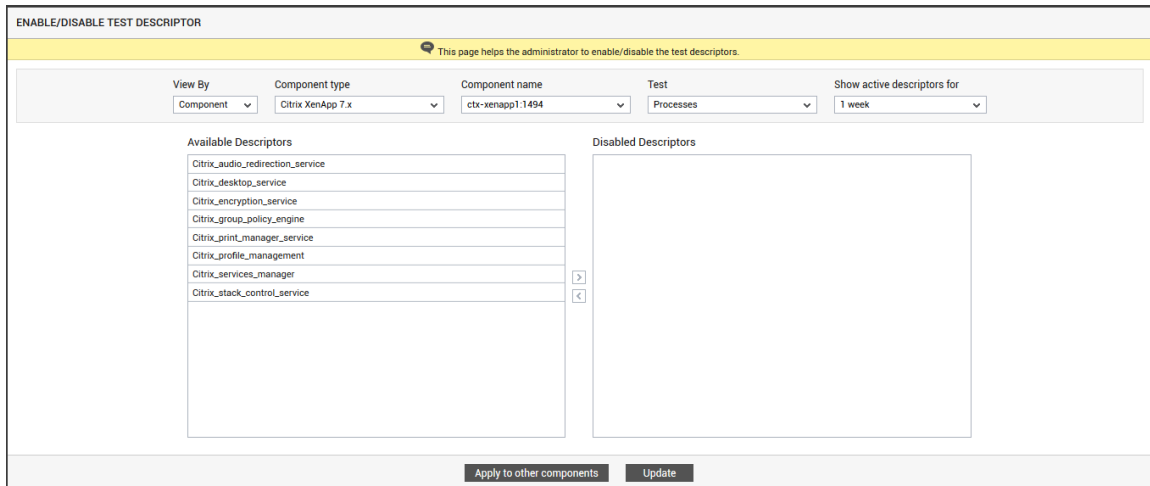 ENABLE/DISABLE TEST DESCRIPTOR
This page helps the administrator to enable/disable the test descriptors.
View By Component type Component name Test Show active descriptors for
Component Citrix XenApp 7.x ctx-xenapp1:1494 Processes 1 week
Available Descriptors Disabled Descriptors
Citrix_audio_redirection_service
Citrix_desktop_service
Citrix_encryption_service
Citrix_group_policy_engine
Citrix_print_manager_service
Citrix_profile_management
Citrix_services_manager
Citrix_stack_control_service
Apply to other components Update